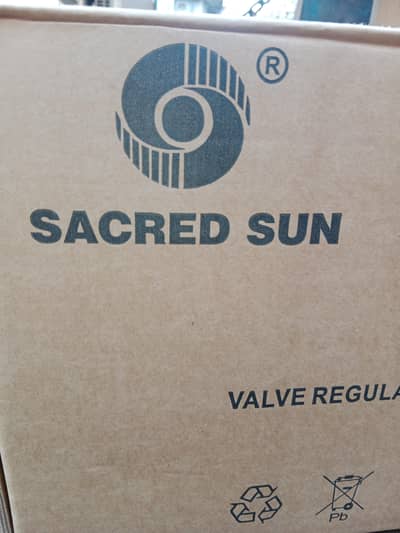 ®
SACRED SUN
VALVE REGULA
Pb